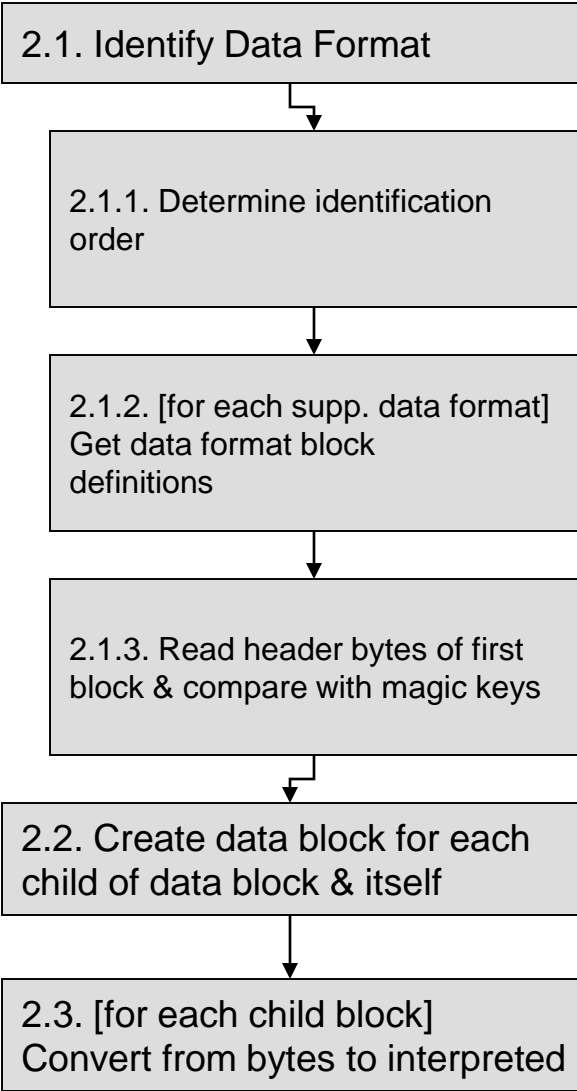 2.1. Identify Data Format
2.1.1. Determine identification
order
2.1.2. [for each supp. data format]
Get data format block
definitions
2.1.3. Read header bytes of first
block & compare with magic keys
2.2. Create data block for each
child of data block & itself
2.3. [for each child block]
Convert from bytes to interpreted